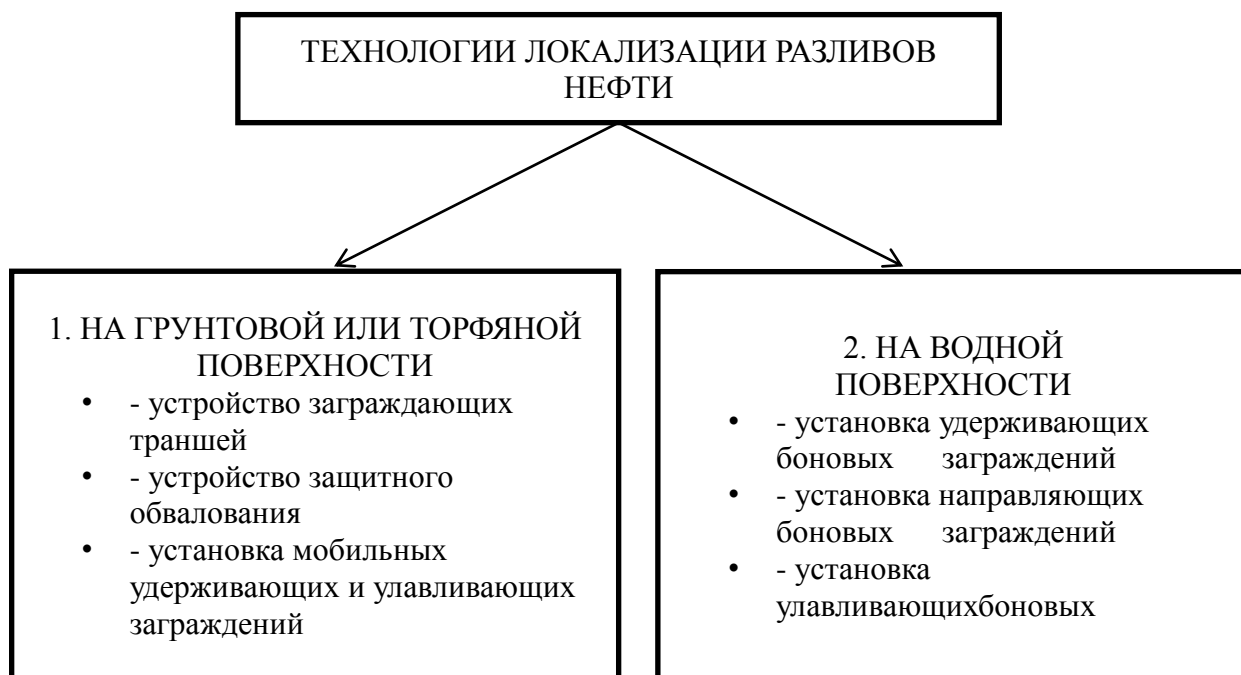 ТЕХНОЛОГИИ ЛОКАЛИЗАЦИИ РАЗЛИВОВ
НЕФТИ
1. НА ГРУНТОВОЙ ИЛИ ТОРФЯНОЙ
ПОВЕРХНОСТИ
• - устройство заграждающих
траншей
• - устройство защитного
обвалования
• - установка мобильных
удерживающих и улавливающих
заграждений
2. НА ВОДНОЙ
ПОВЕРХНОСТИ
• - установка удерживающих
боновых заграждений
• - установка направляющих
боновых заграждений
• - установка
улавливающихбоновых